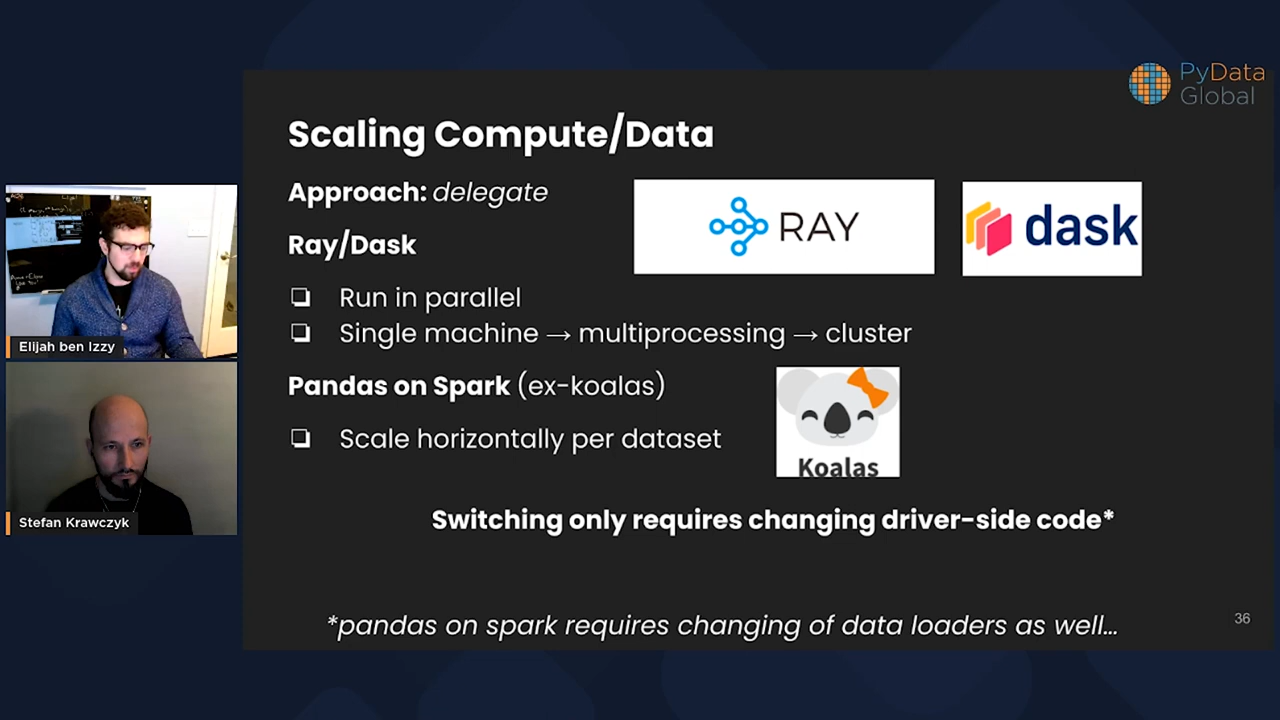 PyData
Global
Scaling Compute/Data
Approach: delegate
RAY
dask
Ray/Dask
❏ Run in parallel
❏ Single machine → multiprocessing → cluster
Pandas on Spark (ex-koalas)
❏ Scale horizontally per dataset
Koalas
Switching only requires changing driver-side code*
*pandas on spark requires changing of data loaders as well...
36
Elijah ben Izzy
Stefan Krawczyk